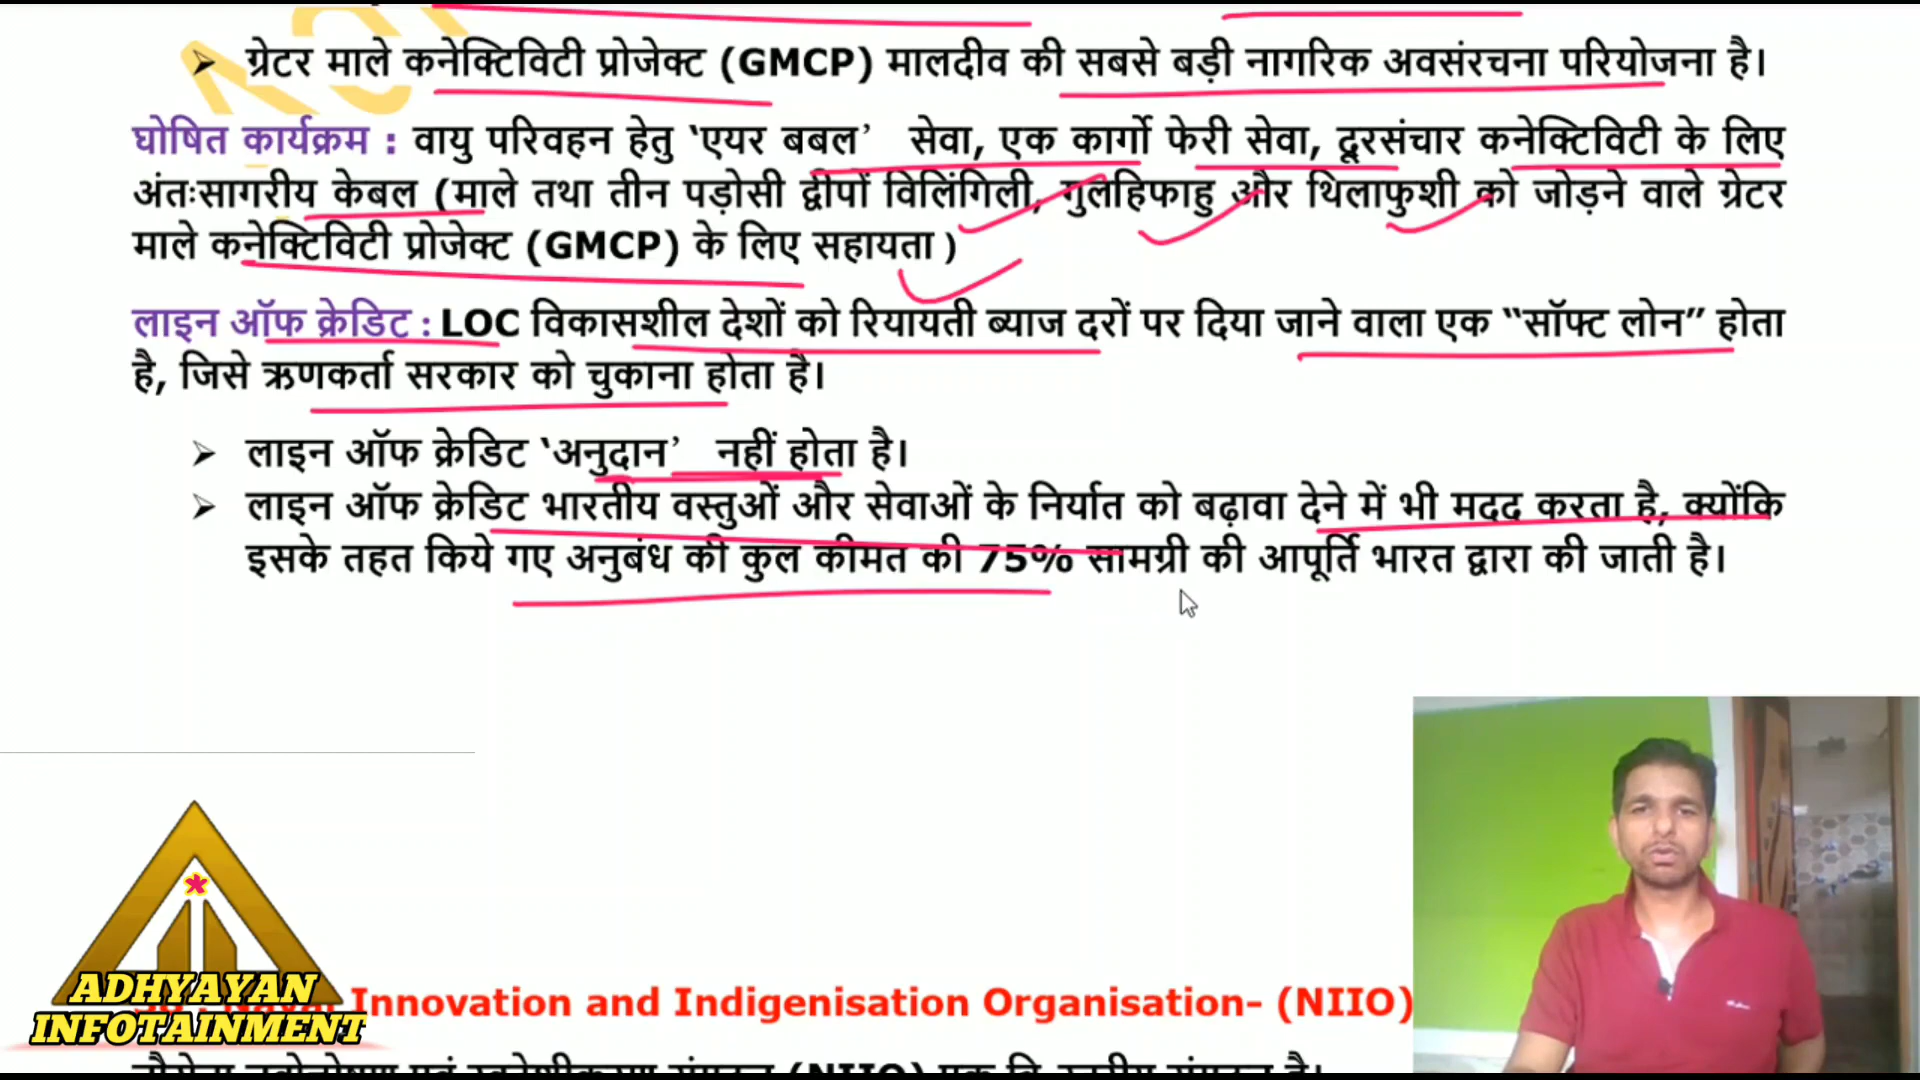 ग्रेटर माले कनेक्टिविटी प्रोजेक्ट (GMCP) मालदीव की सबसे बड़ी नागरिक अवसंरचना परियोजना है।
घोषित कार्यक्रम : वायु परिवहन हेतु ‘एयर बबल’ सेवा, एक कार्गो फेरी सेवा, दूरसंचार कनेक्टिविटी के लिए
अंतःसागरीय केबल (माले तथा तीन पड़ोसी द्वीपों विलिंगिली, गुलहिफाहु और थिलाफुशी को जोड़ने वाले ग्रेटर
माले कनेक्टिविटी प्रोजेक्ट (GMCP) के लिए सहायता )
लाइन ऑफ क्रेडिट : LOC विकासशील देशों को रियायती ब्याज दरों पर दिया जाने वाला एक “सॉफ्ट लोन” होता
है, जिसे ऋणकर्ता सरकार को चुकाना होता है।
लाइन ऑफ क्रेडिट ‘अनुदान’ नहीं होता है।
लाइन ऑफ क्रेडिट भारतीय वस्तुओं और सेवाओं के निर्यात को बढ़ावा देने में भी मदद करता है, क्योंकि
इसके तहत किये गए अनुबंध की कुल कीमत की 75% सामग्री की आपूर्ति भारत द्वारा की जाती है।
ADHYAYAN
INFOTAINMENT
Innovation and Indigenisation Organisation- (NIIO)